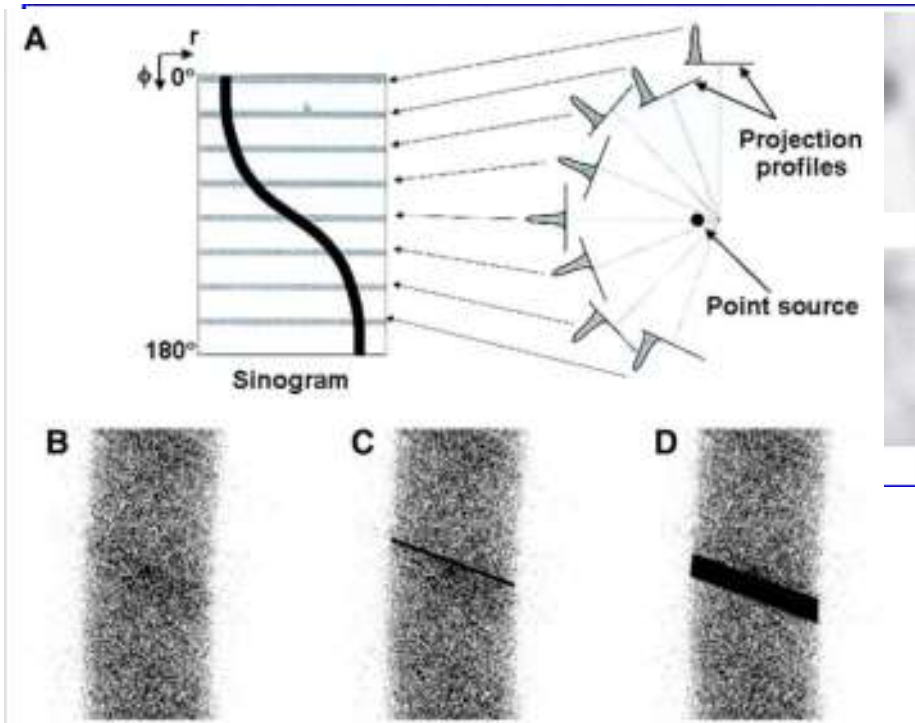 A
r
ϕ 0°
Projection
profiles
Point source
180°
Sinogram
B
C
D